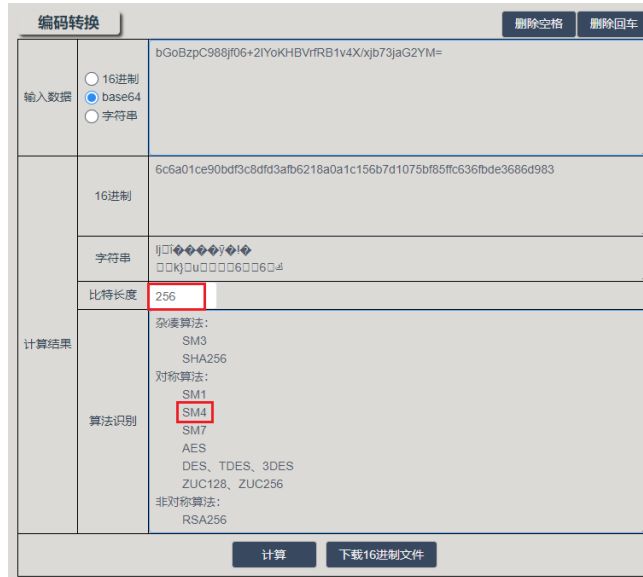 编码转换
删除空格
删除回车
输入数据
16进制
base64
字符串
bGoBzpC988jf06+2IYoKHBVrfRB1v4X/xjb73jaG2YM=
计算结果
16进制
6c6a01ce90bdf3c8dfd3afb6218a0a1c156b7d1075bf85ffc636fbde3686d983
字符串
比特长度
256
算法识别
杂凑算法:
SM3
SHA256
对称算法:
SM1
SM4
SM7
AES
DES、TDES、3DES
ZUC128、ZUC256
非对称算法:
RSA256
计算
下载16进制文件